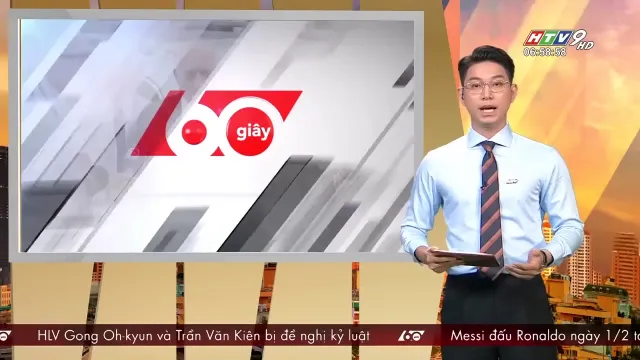 HTV9 HD
06:58:58
60 giây
HLV Gong Oh-kyun và Trần Văn Kiên bị đề nghị kỷ luật
60
Messi đấu Ronaldo ngày 1/2 t